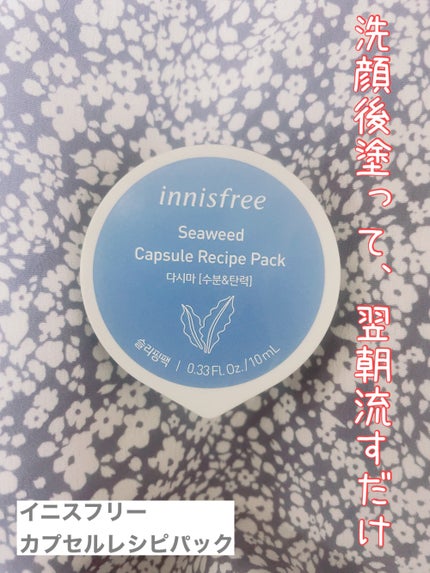 洗顔後塗って、翌朝流すだけ
innisfree
Seaweed
Capsule Recipe Pack
다시마 [수분&탄력]
슬리핑팩 | 0.33 Fl. Oz. / 10mL
イニスフリー
カプセルレシピパック